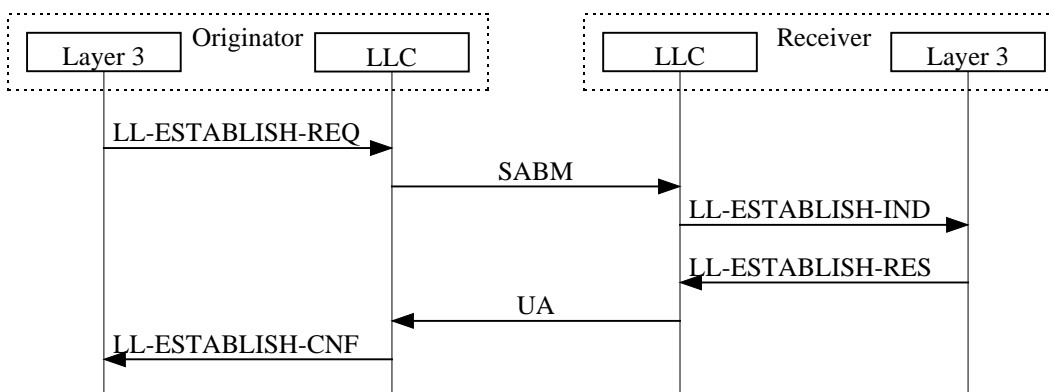 Originator
Receiver
Layer 3
LLC
LLC
Layer 3
LL-ESTABLISH-REQ
SABM
LL-ESTABLISH-IND
LL-ESTABLISH-RES
UA
LL-ESTABLISH-CNF